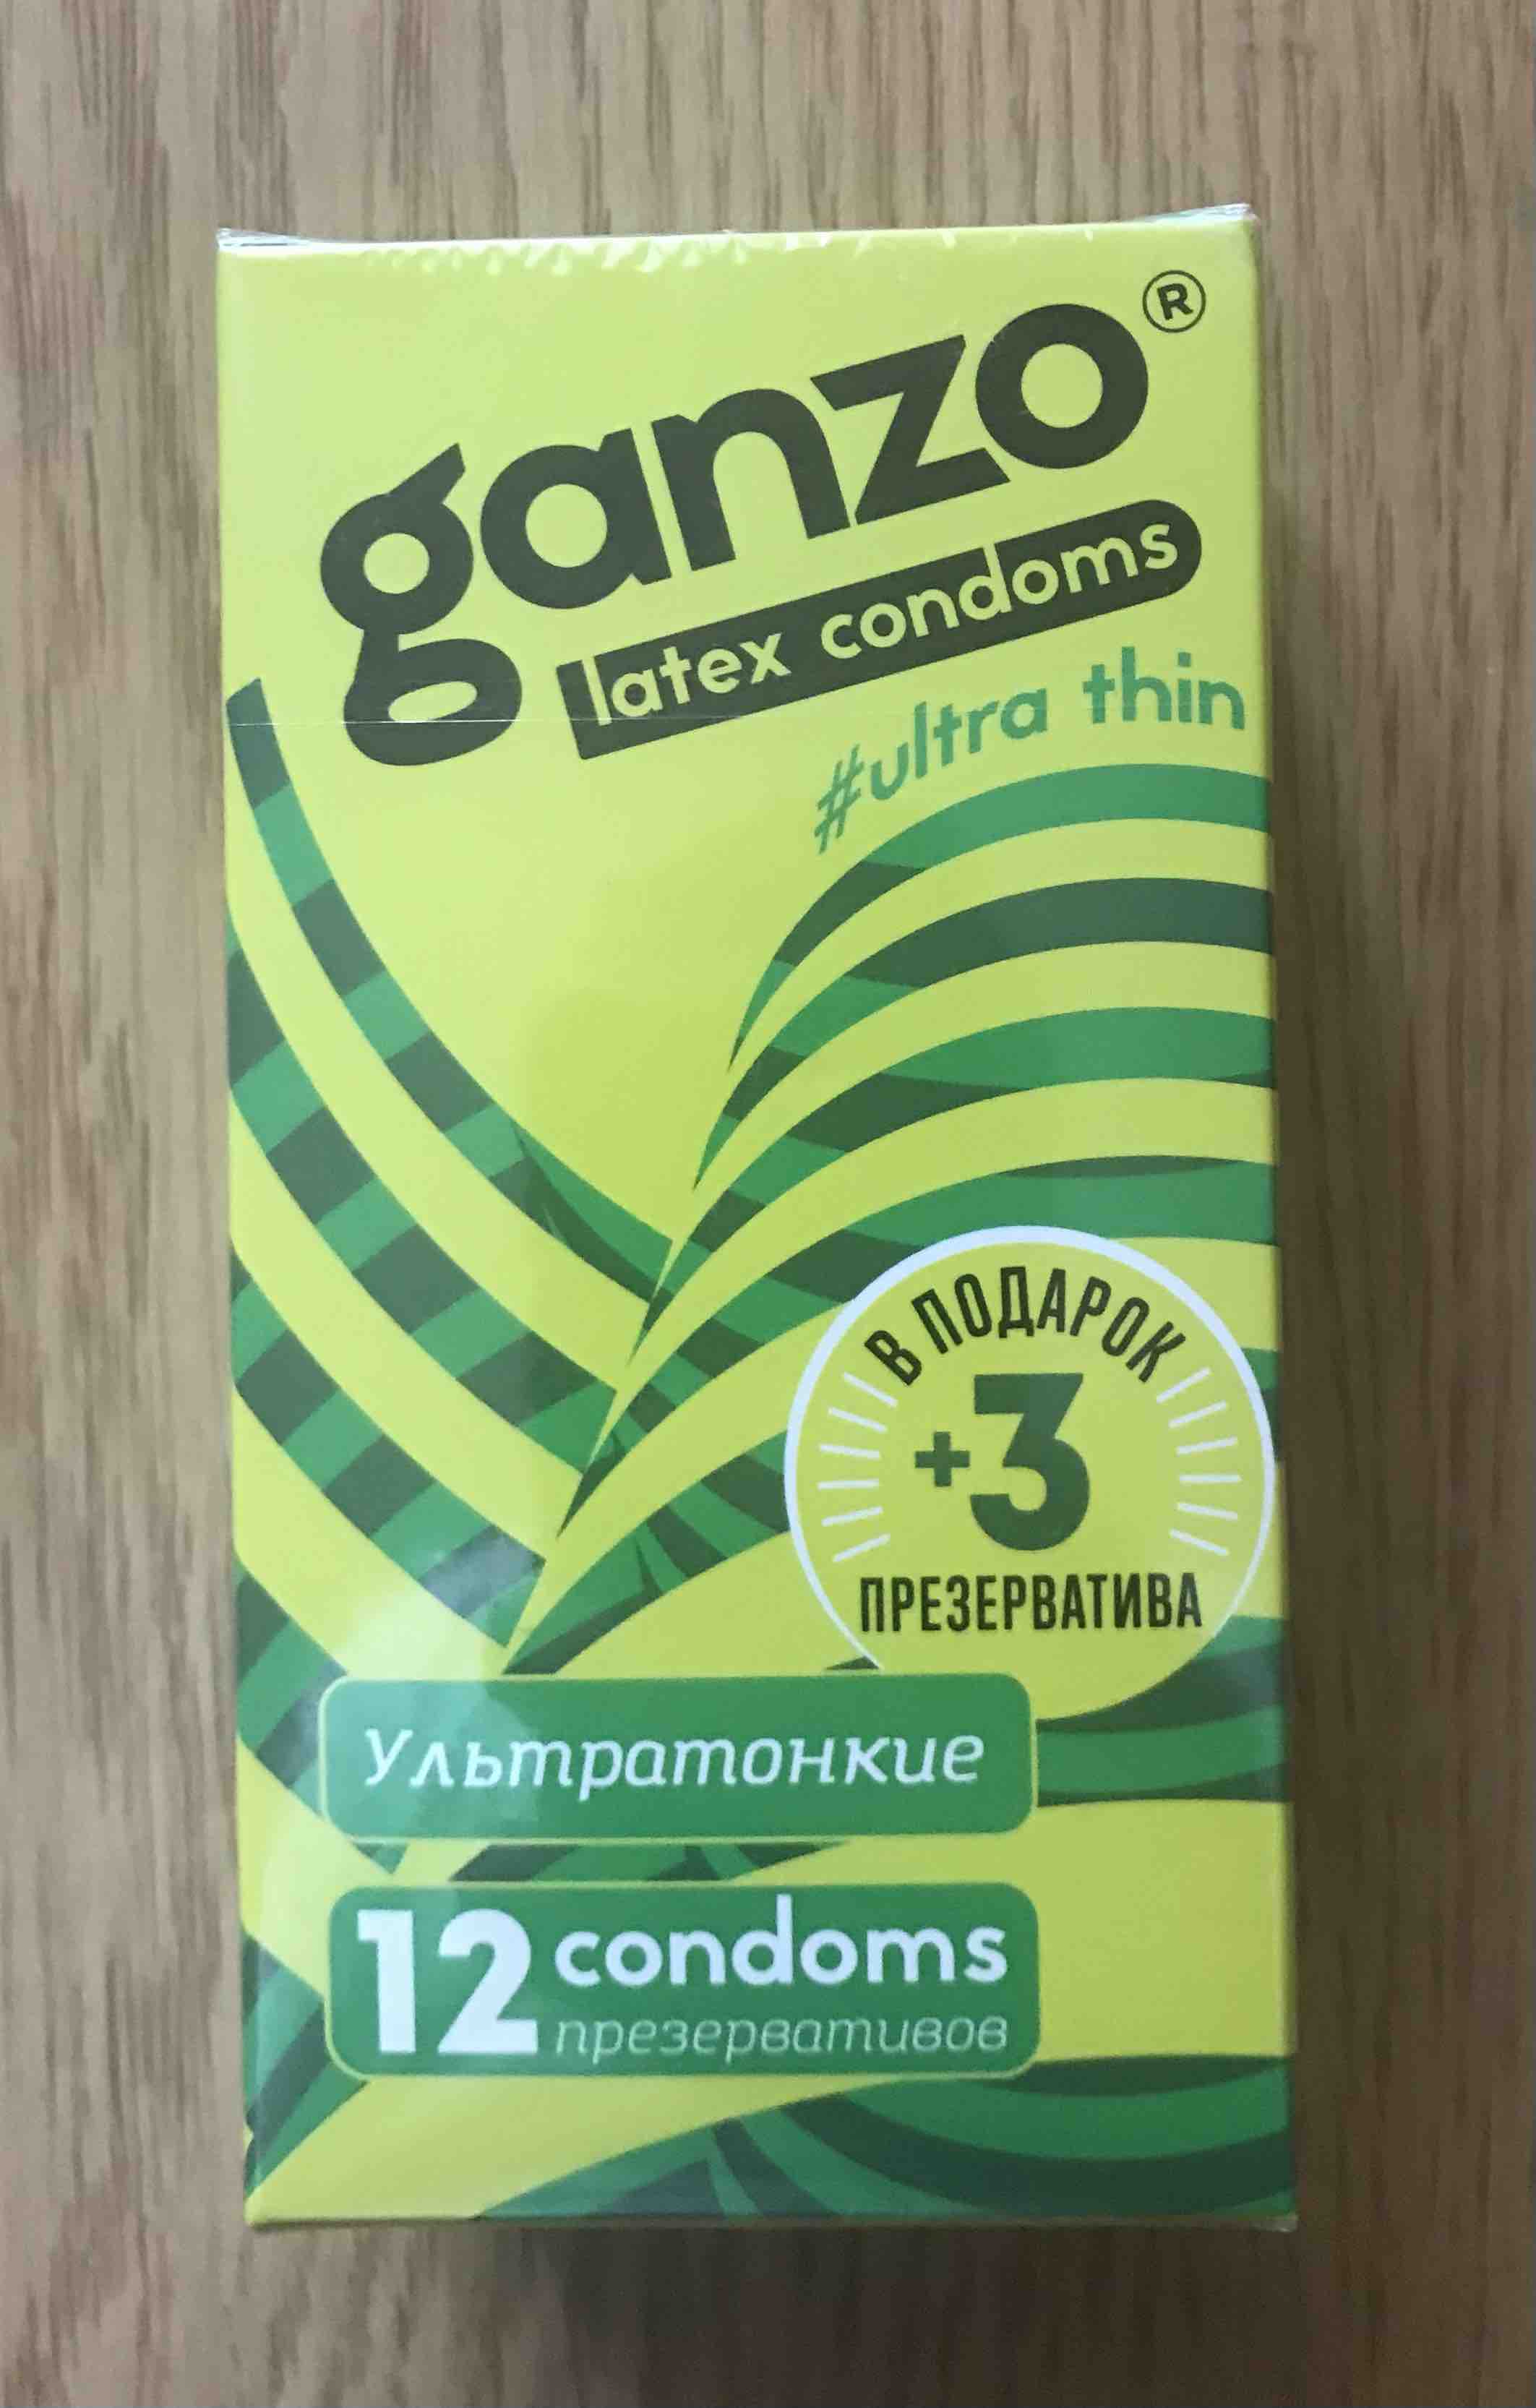 ganzo®
latex condoms
#ultra thin
В ПОДАРОК
+3
ПРЕЗЕРВАТИВА
Ультратонкие
12 condoms
презервативов